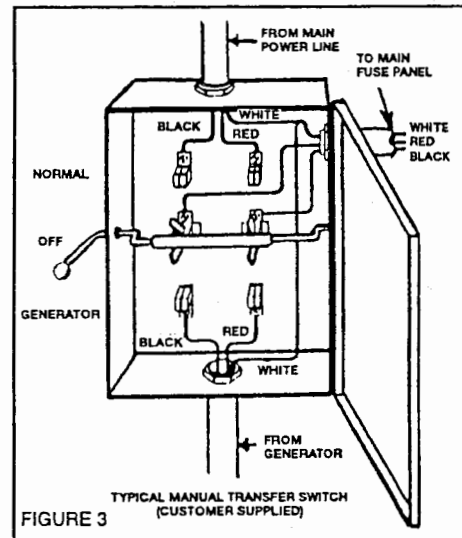 FROM MAIN
POWER LINE
TO MAIN
FUSE PANEL
WHITE
BLACK
RED
WHITE
RED
BLACK
NORMAL
OFF
GENERATOR
BLACK
RED
WHITE
FROM
GENERATOR
TYPICAL MANUAL TRANSFER SWITCH
(CUSTOMER SUPPLIED)
FIGURE 3